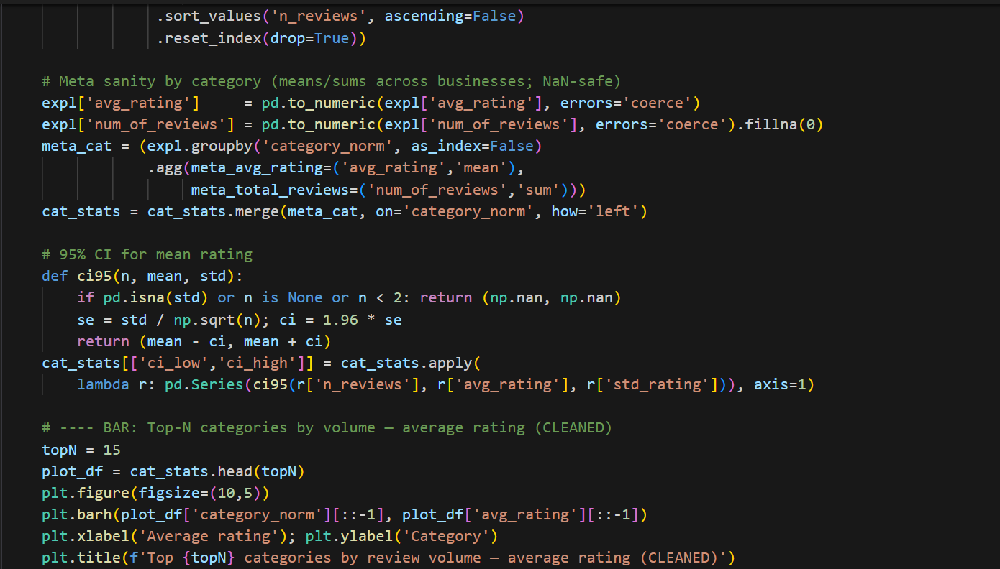 .sort_values('n_reviews', ascending=False)
.reset_index(drop=True))
# Meta sanity by category (means/sums across businesses; NaN-safe)
expl['avg_rating']     = pd.to_numeric(expl['avg_rating'], errors='coerce')
expl['num_of_reviews'] = pd.to_numeric(expl['num_of_reviews'], errors='coerce').fillna(0)
meta_cat = (expl.groupby('category_norm', as_index=False)
            .agg(meta_avg_rating=('avg_rating','mean'),
                 meta_total_reviews=('num_of_reviews','sum')))
cat_stats = cat_stats.merge(meta_cat, on='category_norm', how='left')
# 95% CI for mean rating
def ci95(n, mean, std):
    if pd.isna(std) or n is None or n < 2: return (np.nan, np.nan)
    se = std / np.sqrt(n); ci = 1.96 * se
    return (mean - ci, mean + ci)
cat_stats[['ci_low','ci_high']] = cat_stats.apply(
    lambda r: pd.Series(ci95(r['n_reviews'], r['avg_rating'], r['std_rating'])), axis=1)
# ---- BAR: Top-N categories by volume — average rating (CLEANED)
topN = 15
plot_df = cat_stats.head(topN)
plt.figure(figsize=(10,5))
plt.barh(plot_df['category_norm'][::-1], plot_df['avg_rating'][::-1])
plt.xlabel('Average rating'); plt.ylabel('Category')
plt.title(f'Top {topN} categories by review volume — average rating (CLEANED)')